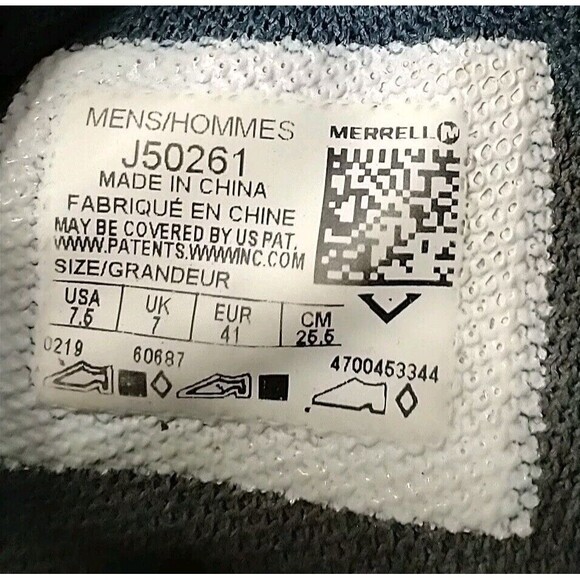 MENS/HOMMES
MERRELL M
J50261
MADE IN CHINA
FABRIQUÉ EN CHINE
MAY BE COVERED BY US PAT.
WWW.PATENTS.WWWINC.COM
SIZE/GRANDEUR
USA UK EUR CM
7.5 7 41 25.5
0219 60687 4700453344